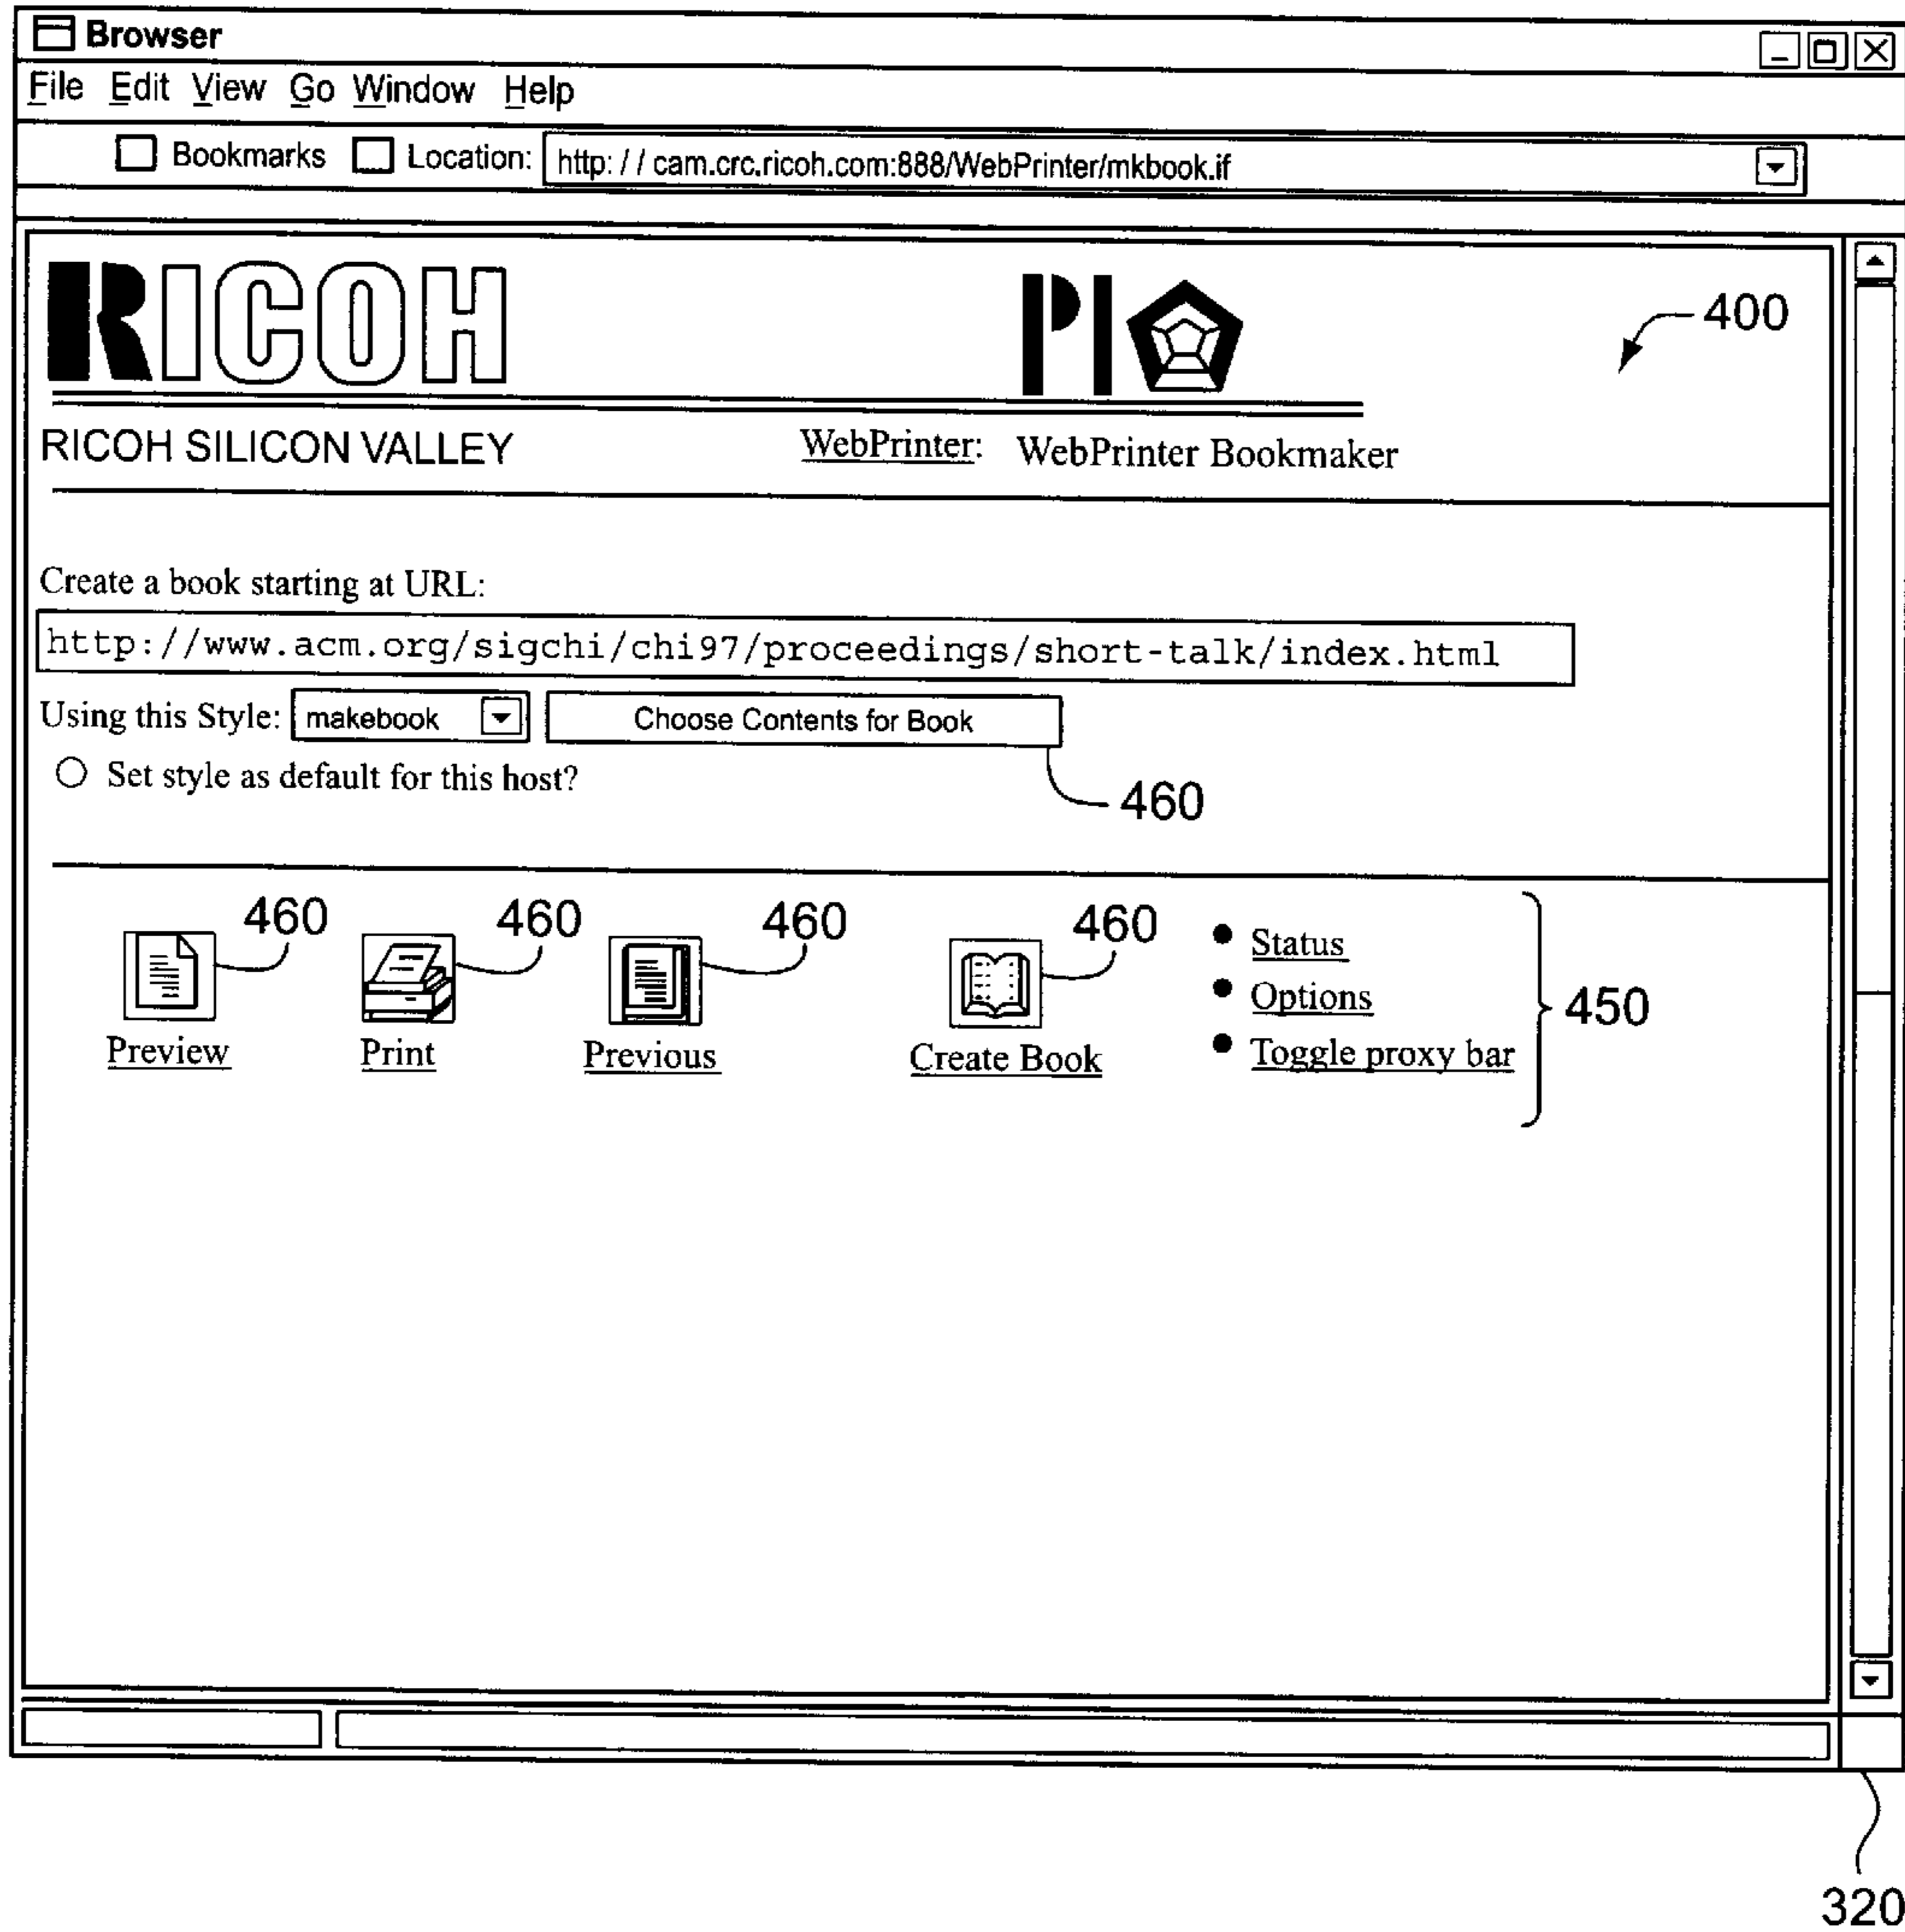 Browser
File Edit View Go Window Help
Bookmarks Location: http: / / cam.crc.ricoh.com:888/WebPrinter/mkbook.if
RICOH
PI
400
RICOH SILICON VALLEY WebPrinter: WebPrinter Bookmaker
Create a book starting at URL:
http://www.acm.org/sigchi/chi97/proceedings/short-talk/index.html
Using this Style: makebook Choose Contents for Book
Set style as default for this host?
460
460 460 460 460
Preview Print Previous Create Book
• Status
• Options
• Toggle proxy bar
450
320